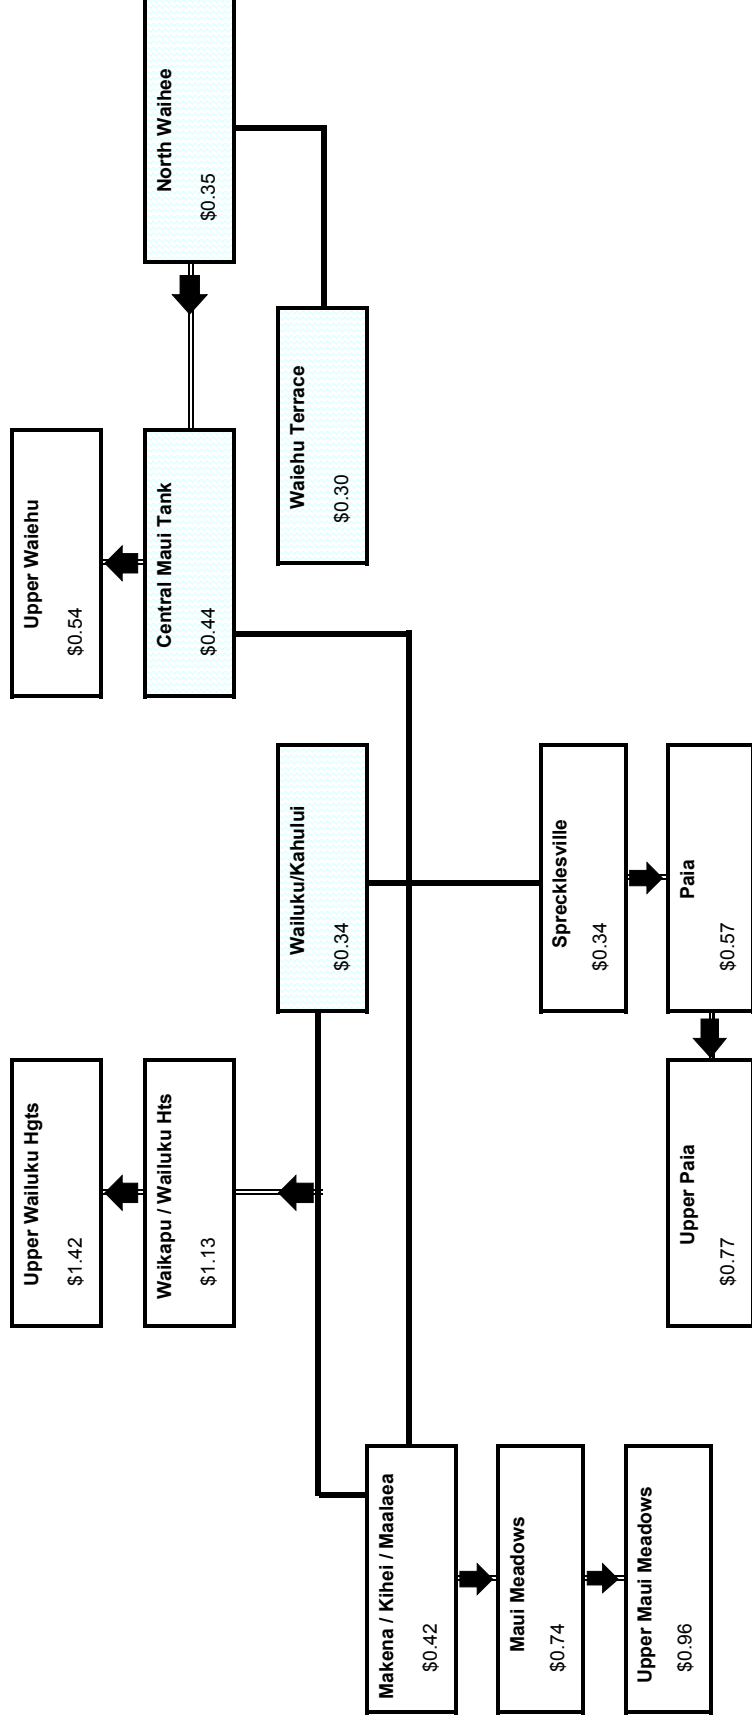 Upper Wailuku Hgts
$1.42
Upper Waiehu
$0.54
Waikapu / Wailuku Hts
$1.13
Central Maui Tank
$0.44
North Waihee
$0.35
Wailuku/Kahului
$0.34
Waiehu Terrace
$0.30
Makena / Kihei / Maalaea
$0.42
Maui Meadows
$0.74
Sprecklesville
$0.34
Upper Maui Meadows
$0.96
Upper Paia
$0.77
Paia
$0.57